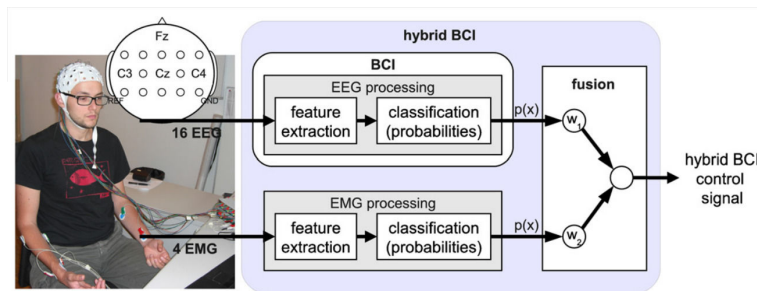 Fz
C3 Cz C4
REF GND
16 EEG
4 EMG
hybrid BCI
BCI
EEG processing
feature extraction
classification (probabilities)
p(x)
EMG processing
feature extraction
classification (probabilities)
p(x)
fusion
w1
w2
hybrid BCI
control
signal